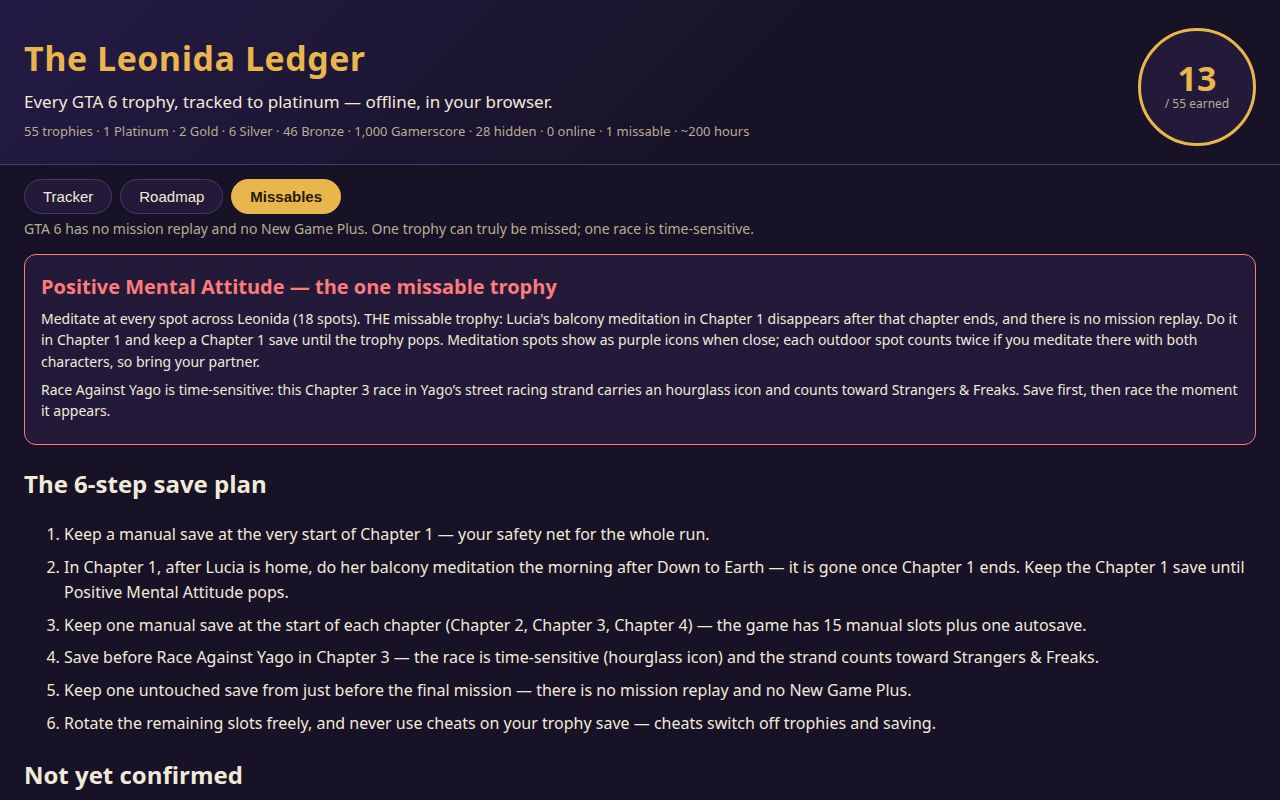 The Leonida Ledger
Every GTA 6 trophy, tracked to platinum — offline, in your browser.
55 trophies · 1 Platinum · 2 Gold · 6 Silver · 46 Bronze · 1,000 Gamerscore · 28 hidden · 0 online · 1 missable · ~200 hours
13
/ 55 earned
Tracker
Roadmap
Missables
GTA 6 has no mission replay and no New Game Plus. One trophy can truly be missed; one race is time-sensitive.
Positive Mental Attitude — the one missable trophy
Meditate at every spot across Leonida (18 spots). THE missable trophy: Lucia's balcony meditation in Chapter 1 disappears after that chapter ends, and there is no mission replay. Do it
in Chapter 1 and keep a Chapter 1 save until the trophy pops. Meditation spots show as purple icons when close; each outdoor spot counts twice if you meditate there with both
characters, so bring your partner.
Race Against Yago is time-sensitive: this Chapter 3 race in Yago’s street racing strand carries an hourglass icon and counts toward Strangers & Freaks. Save first, then race the moment
it appears.
The 6-step save plan
1. Keep a manual save at the very start of Chapter 1 — your safety net for the whole run.
2. In Chapter 1, after Lucia is home, do her balcony meditation the morning after Down to Earth — it is gone once Chapter 1 ends. Keep the Chapter 1 save until
Positive Mental Attitude pops.
3. Keep one manual save at the start of each chapter (Chapter 2, Chapter 3, Chapter 4) — the game has 15 manual slots plus one autosave.
4. Save before Race Against Yago in Chapter 3 — the race is time-sensitive (hourglass icon) and the strand counts toward Strangers & Freaks.
5. Keep one untouched save from just before the final mission — there is no mission replay and no New Game Plus.
6. Rotate the remaining slots freely, and never use cheats on your trophy save — cheats switch off trophies and saving.
Not yet confirmed